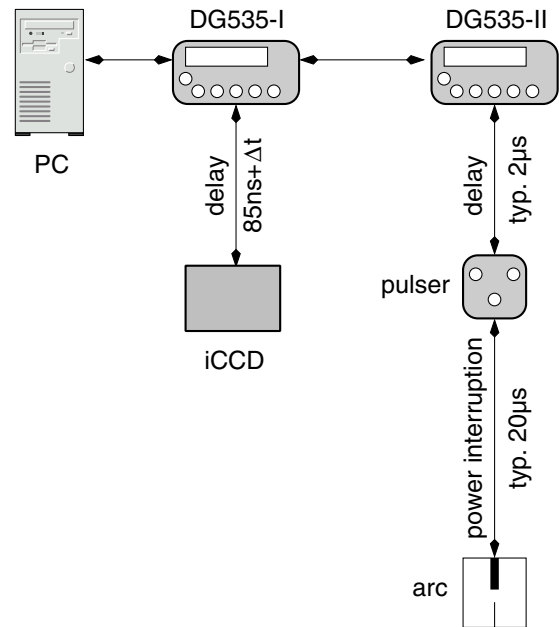 DG535-I
DG535-II
PC
delay
85ns+Δt
delay
typ. 2µs
iCCD
pulser
power interruption
typ. 20µs
arc